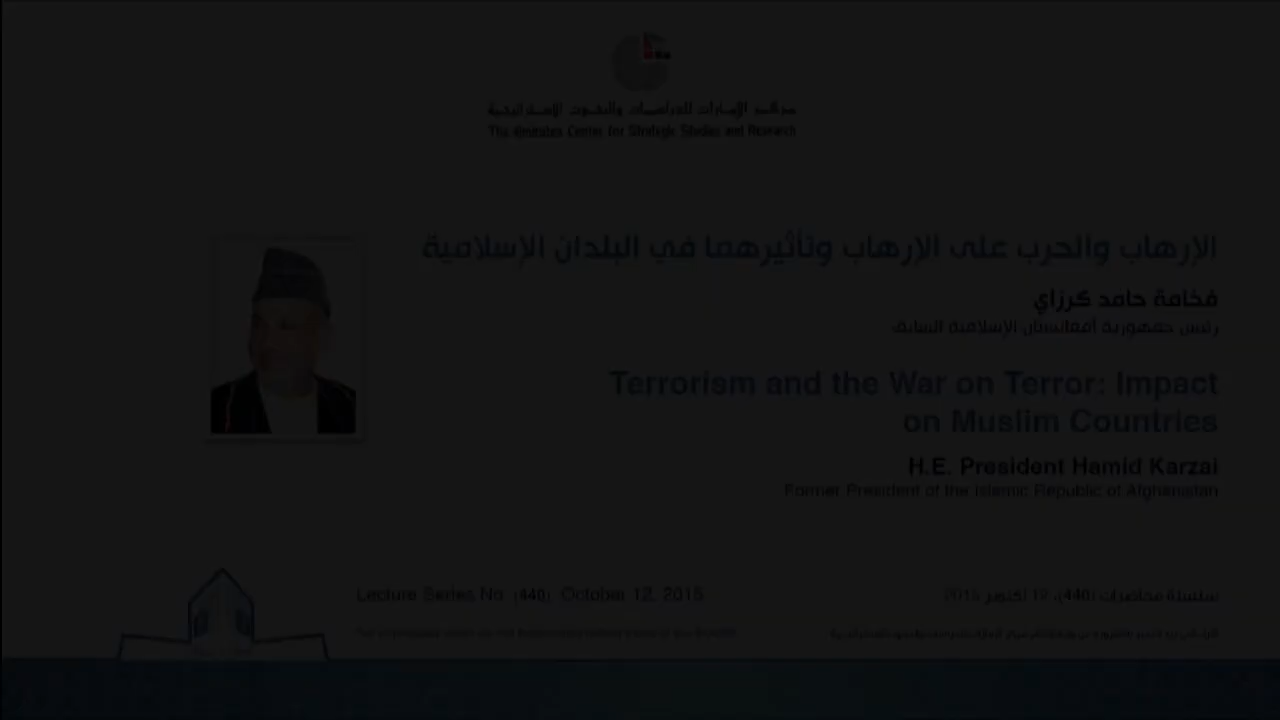 مركز الإمارات للدراسات والبحوث الاستراتيجية
The Emirates Center for Strategic Studies and Research
الإرهاب والحرب على الإرهاب وتأثيرهما في البلدان الإسلامية
فخامة حامد كرزاي
رئيس جمهورية أفغانستان الإسلامية السابق
Terrorism and the War on Terror: Impact
on Muslim Countries
H.E. President Hamid Karzai
Former President of the Islamic Republic of Afghanistan
سلسلة محاضرات (440)، 12 أكتوبر 2015
Lecture Series No. (440), October 12, 2015